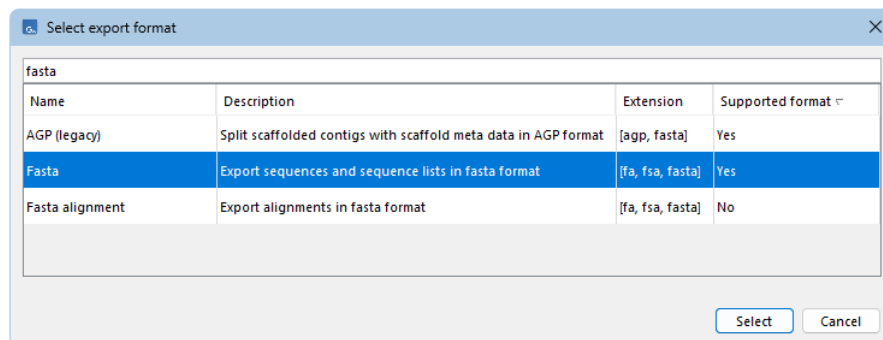 Select export format
fasta
Name Description Extension Supported format
AGP (legacy) Split scaffolded contigs with scaffold meta data in AGP format [agp, fasta] Yes
Fasta Export sequences and sequence lists in fasta format [fa, fsa, fasta] Yes
Fasta alignment Export alignments in fasta format [fa, fsa, fasta] No
Select Cancel